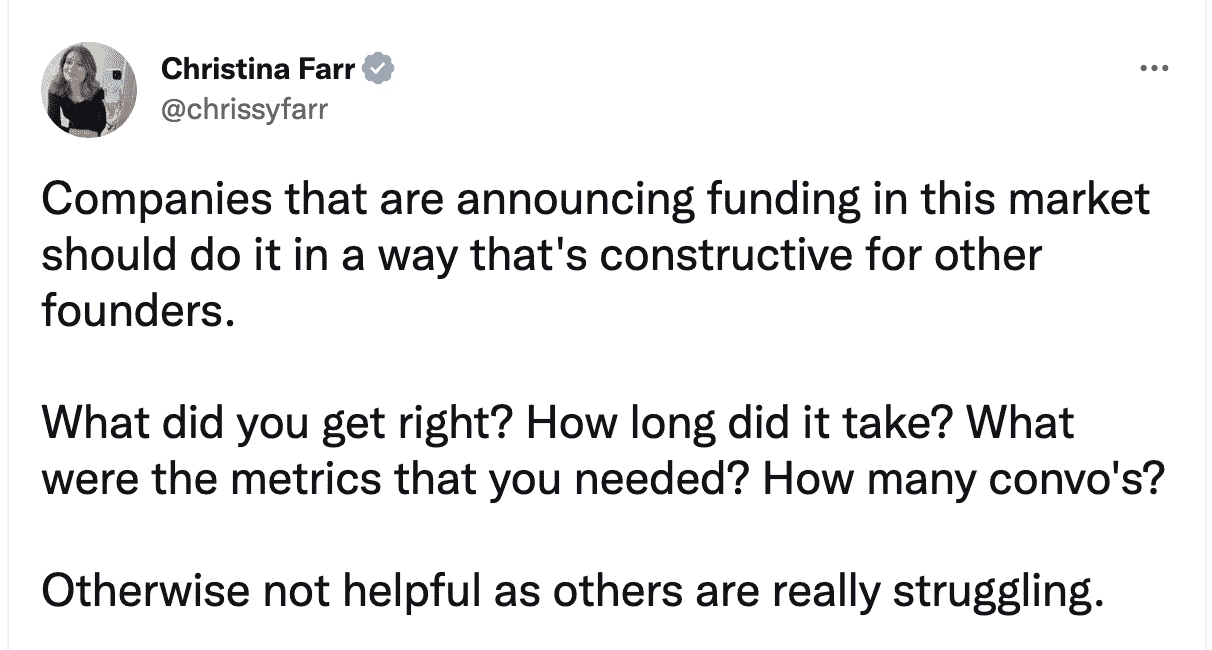 Christina Farr
@chrissyfarr
Companies that are announcing funding in this market
should do it in a way that's constructive for other
founders.
What did you get right? How long did it take? What
were the metrics that you needed? How many convo's?
Otherwise not helpful as others are really struggling.